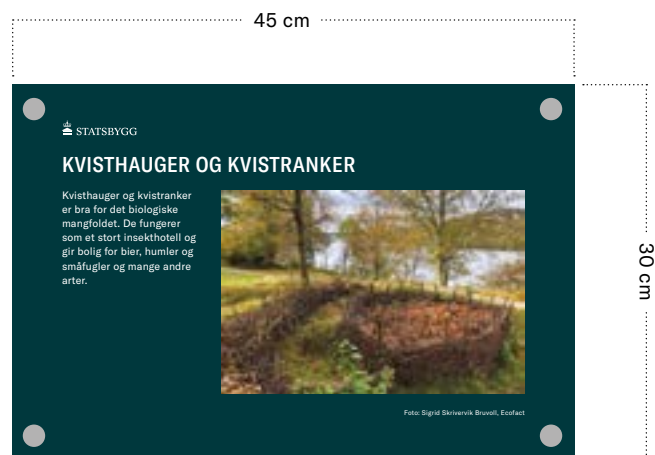 45 cm
STATSBYGG
KVISTHAUGER OG KVISTRANKER
Kvisthauger og kvistranker
er bra for det biologiske
mangfoldet. De fungerer
som et stort insekthotell og
gir bolig for bier, humler og
småfugler og mange andre
arter.
30 cm
Foto: Sigrid Skrivervik Bruvoll, Ecofact